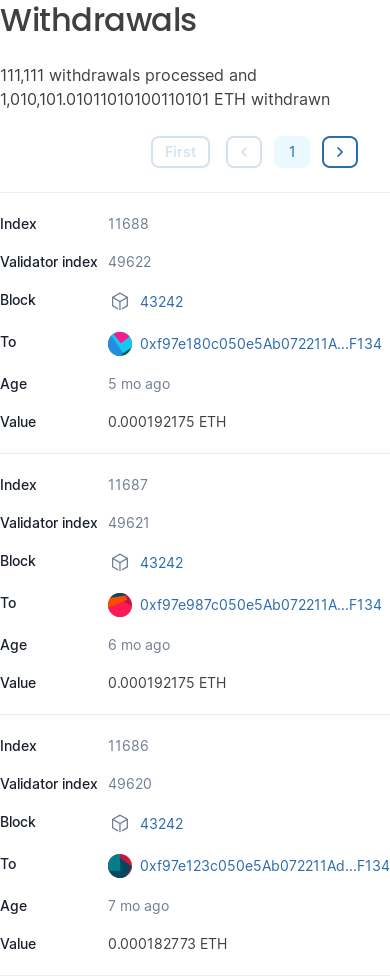 Withdrawals
111,111 withdrawals processed and
1,010,101.01011010100110101 ETH withdrawn
First
1
Index 11688
Validator index 49622
Block 43242
To 0xf97e180c050e5Ab072211A...F134
Age 5 mo ago
Value 0.000192175 ETH
Index 11687
Validator index 49621
Block 43242
To 0xf97e987c050e5Ab072211A...F134
Age 6 mo ago
Value 0.000192175 ETH
Index 11686
Validator index 49620
Block 43242
To 0xf97e123c050e5Ab072211Ad...F134
Age 7 mo ago
Value 0.000182773 ETH